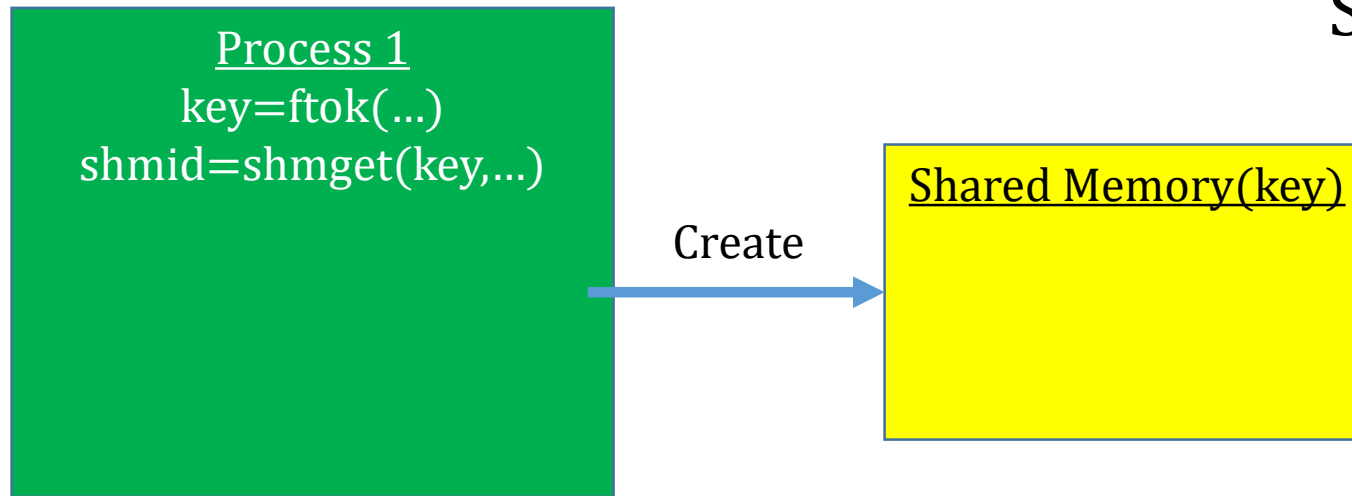 S
Process 1
key=ftok(…)
shmid=shmget(key,…)
Create
Shared Memory(key)